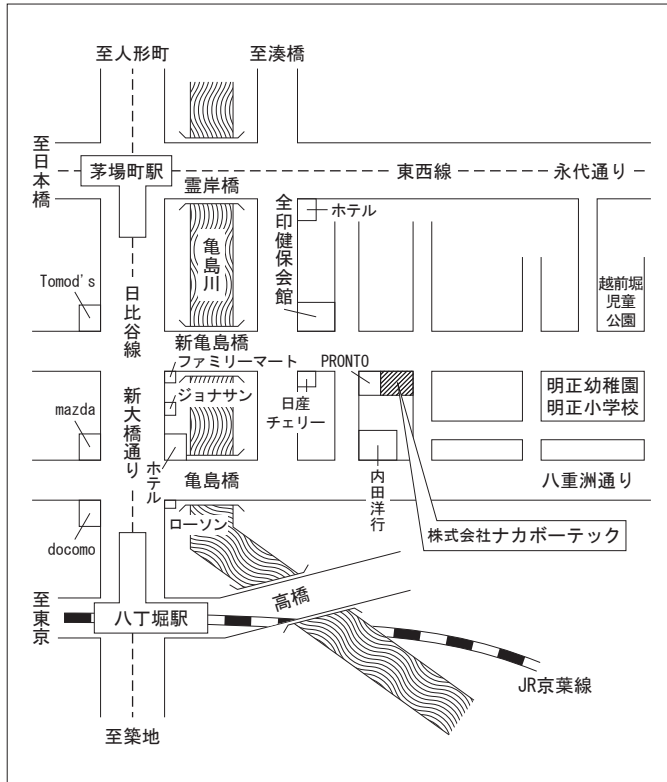 至人形町
至湊橋
至日本橋
茅場町駅
東西線
永代通り
霊岸橋
全印健保会館
ホテル
亀島川
日比谷線
越前堀
児童
公園
Tomod's
新亀島橋
ファミリーマート
PRONTO
ジョナサン
日産
チェリー
明正幼稚園
明正小学校
mazda
新大橋通り
ホテル
亀島橋
内田洋行
八重洲通り
ローソン
株式会社ナカボーテック
docomo
高橋
至東京
八丁堀駅
JR京葉線
至築地